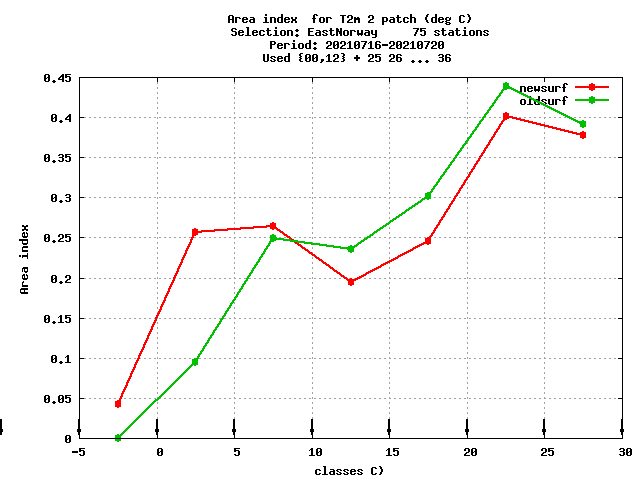 Area index  for T2m 2 patch (deg C)
Selection: EastNorway     75 stations
Period: 20210716-20210720
Used {00,12} + 25 26 ... 36
0.45
newsurf
oldsurf
0.4
0.35
0.3
0.25
Area index
0.2
0.15
0.1
0.05
0
-5 0 5 10 15 20 25 30
classes C)